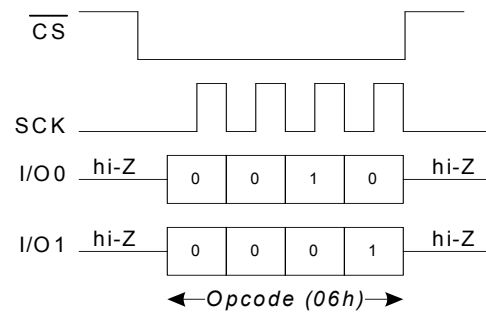 CS
SCK
I/O0 hi-Z 0 0 1 0 hi-Z
I/O1 hi-Z 0 0 0 1 hi-Z
Opcode (06h)